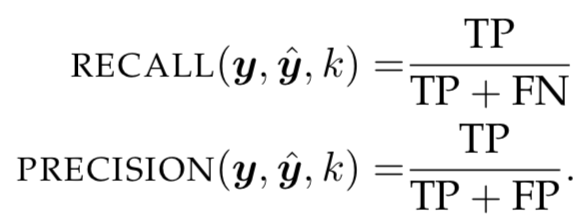 RECALL(y, ŷ, k) = TP / TP + FN
PRECISION(y, ŷ, k) = TP / TP + FP.